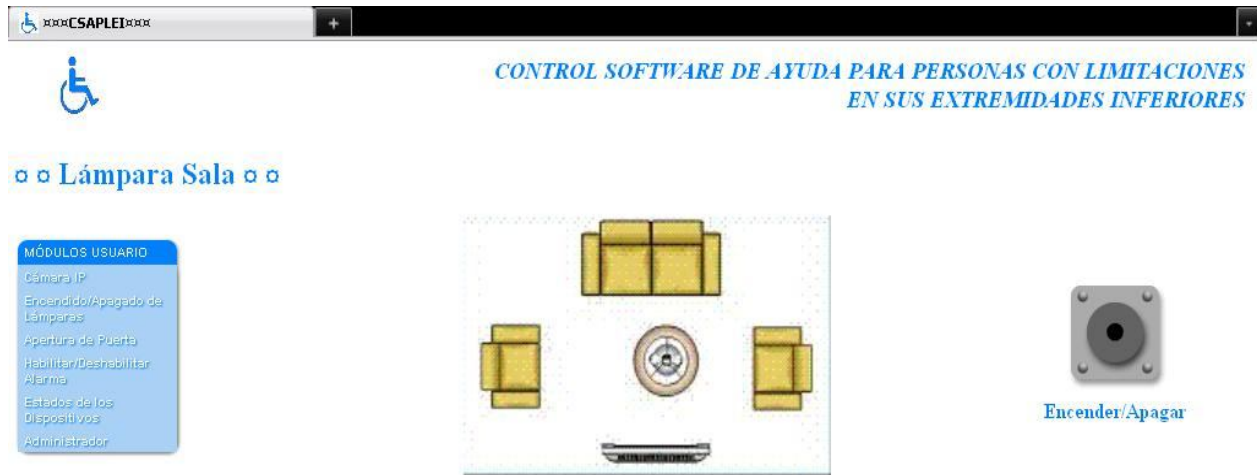 ¤¤¤CSAPLEI¤¤¤
+
CONTROL SOFTWARE DE AYUDA PARA PERSONAS CON LIMITACIONES
EN SUS EXTREMIDADES INFERIORES
¤ ¤ Lámpara Sala ¤ ¤
MÓDULOS USUARIO
Cámara IP
Encendido/Apagado de
Lámparas
Apertura de Puerta
Habilitar/Deshabilitar
Alarma
Estados de los
Dispositivos
Administrador
Encender/Apagar